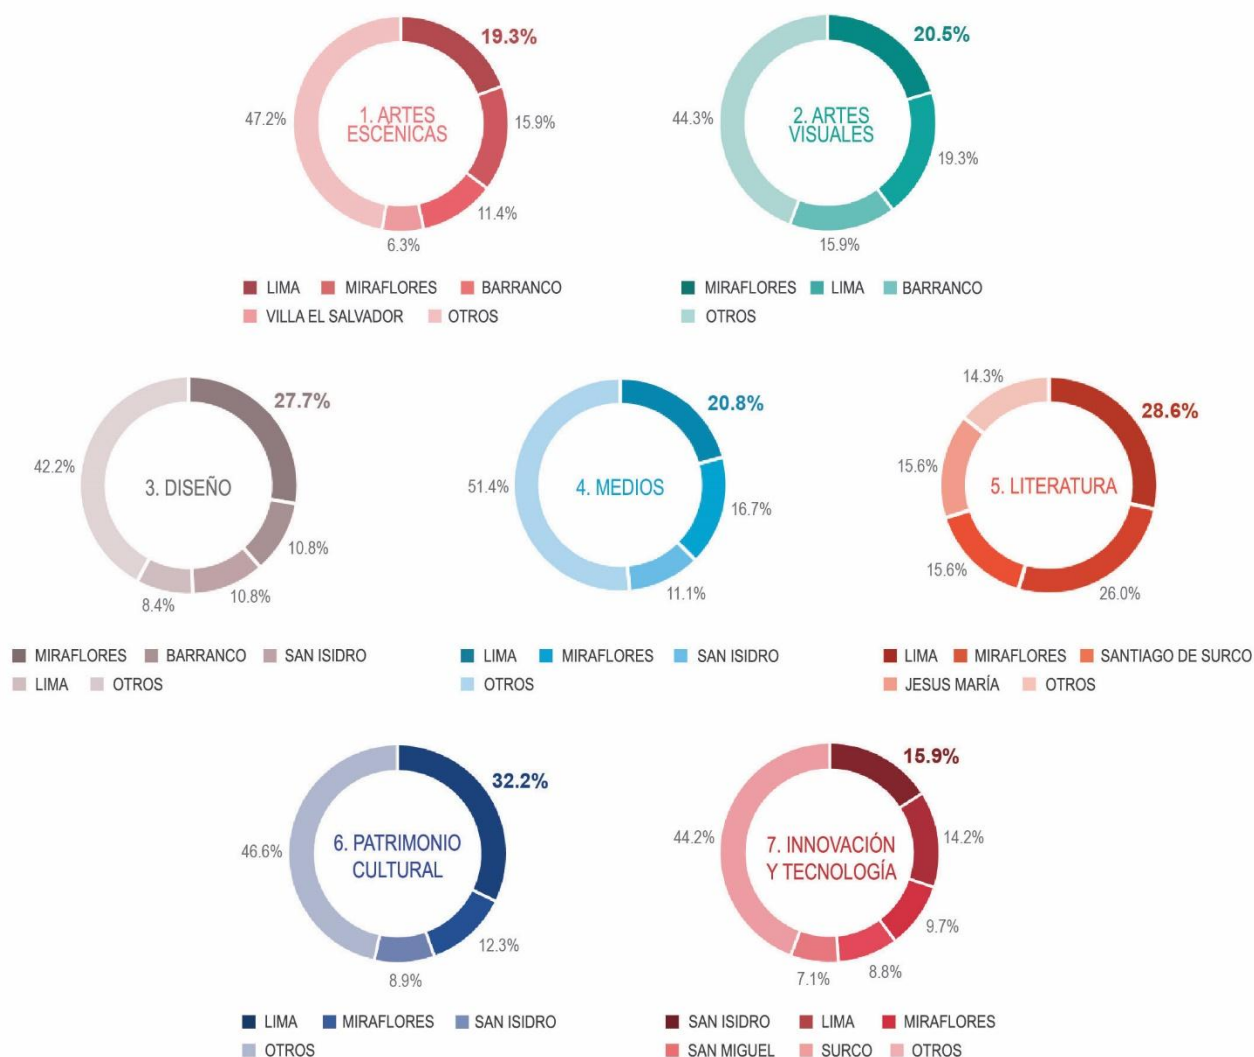 19.3%
15.9%
11.4%
6.3%
47.2%
1. ARTES
ESCÉNICAS
LIMA MIRAFLORES BARRANCO
VILLA EL SALVADOR OTROS
20.5%
19.3%
15.9%
44.3%
2. ARTES
VISUALES
MIRAFLORES LIMA BARRANCO
OTROS
27.7%
10.8%
10.8%
8.4%
42.2%
3. DISEÑO
MIRAFLORES BARRANCO SAN ISIDRO
LIMA OTROS
20.8%
16.7%
11.1%
51.4%
4. MEDIOS
LIMA MIRAFLORES SAN ISIDRO
OTROS
28.6%
26.0%
15.6%
15.6%
14.3%
5. LITERATURA
LIMA MIRAFLORES SANTIAGO DE SURCO
JESUS MARÍA OTROS
32.2%
12.3%
8.9%
46.6%
6. PATRIMONIO
CULTURAL
LIMA MIRAFLORES SAN ISIDRO
OTROS
15.9%
14.2%
9.7%
8.8%
7.1%
44.2%
7. INNOVACIÓN
Y TECNOLOGÍA
SAN ISIDRO LIMA MIRAFLORES
SAN MIGUEL SURCO OTROS